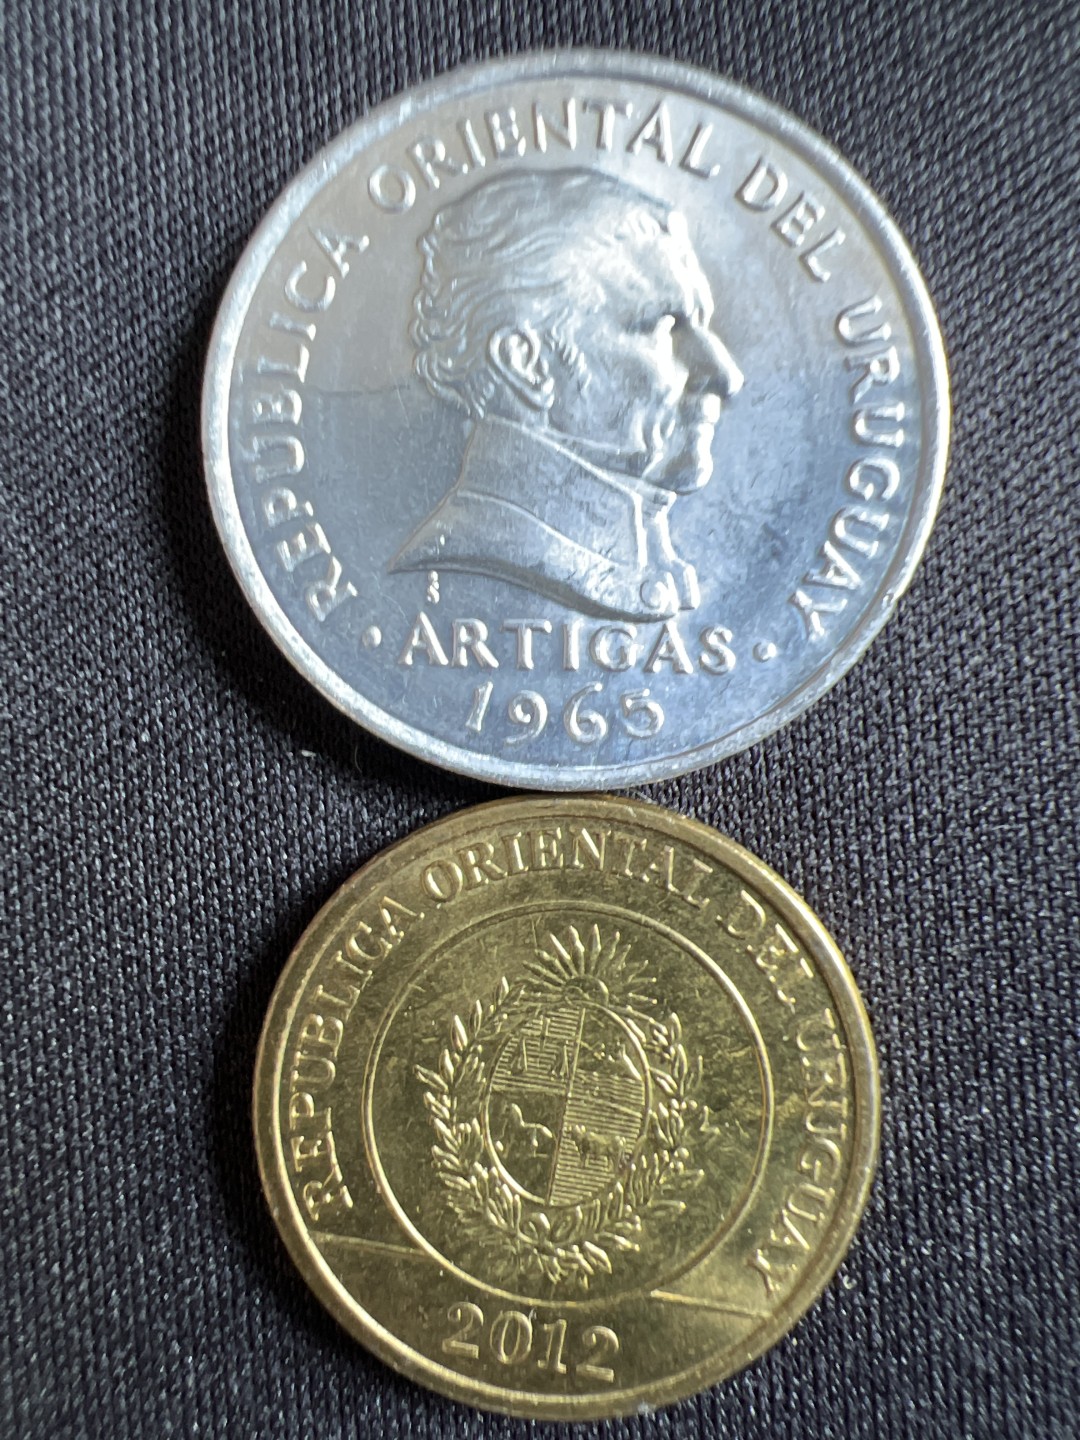 REPUBLICA ORIENTAL DEL URUGUAY
S
· ARTIGAS ·
1965
REPUBLICA ORIENTAL DEL URUGUAY
2012